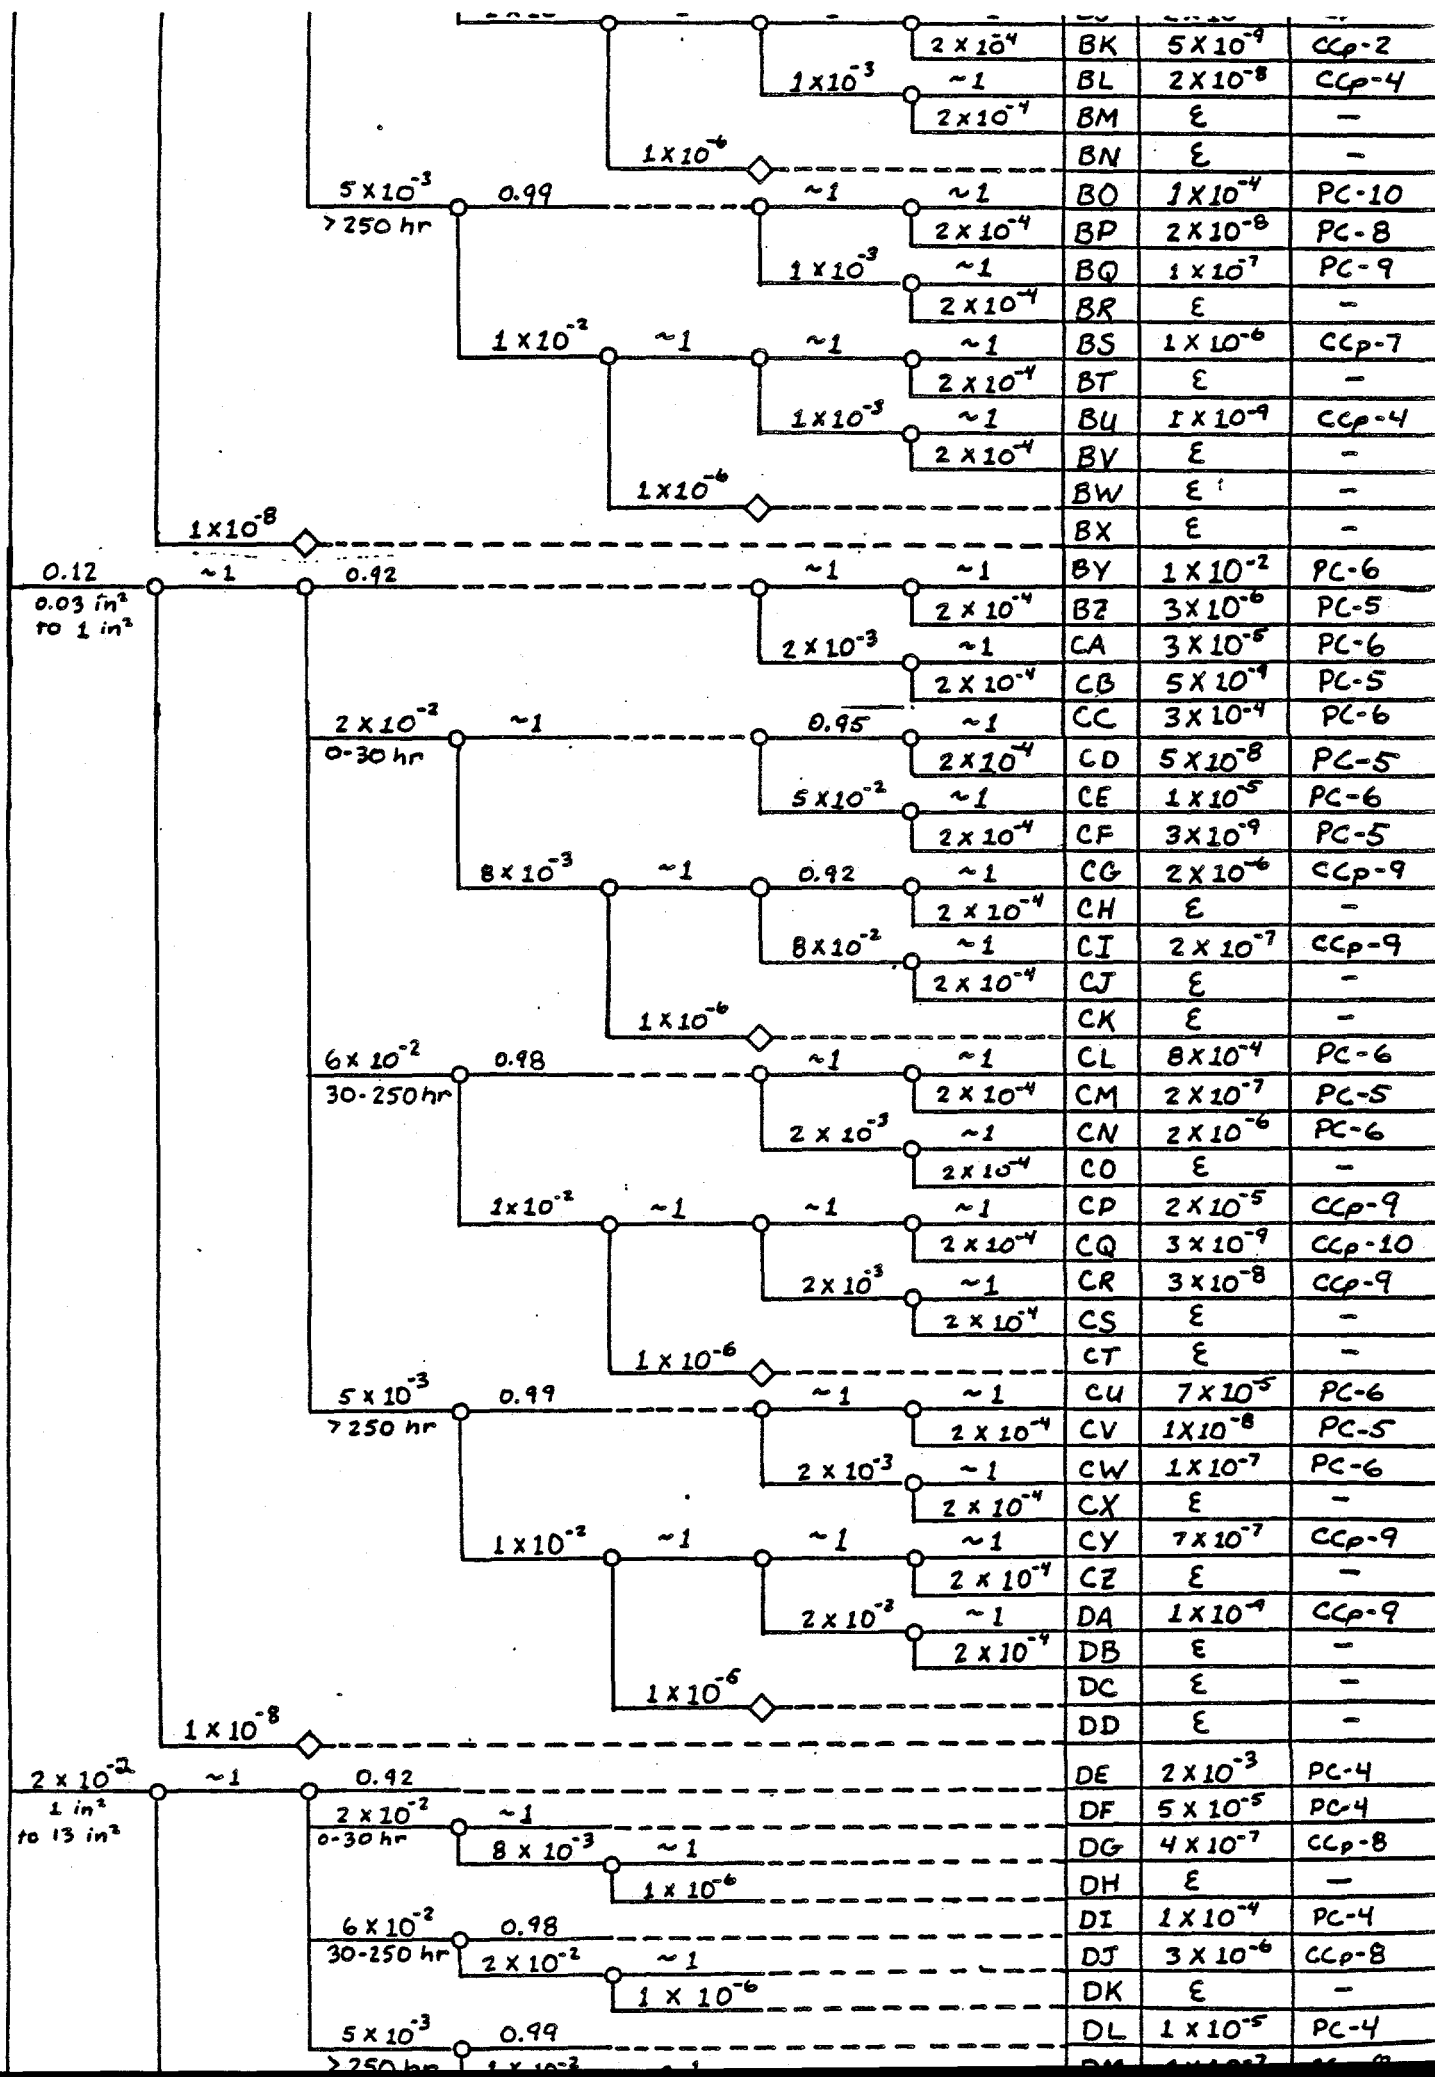 2 × 10⁻⁴ BK 5 × 10⁻⁹ CCp-2
1 × 10⁻³ ~1 BL 2 × 10⁻⁸ CCp-4
2 × 10⁻⁴ BM ε –
1 × 10⁻⁶ BN ε –
5 × 10⁻³ 0.99 ~1 ~1 BO 1 × 10⁻⁴ PC-10
> 250 hr 2 × 10⁻⁴ BP 2 × 10⁻⁸ PC-8
1 × 10⁻³ ~1 BQ 1 × 10⁻⁷ PC-9
2 × 10⁻⁴ BR ε –
1 × 10⁻² ~1 ~1 ~1 BS 1 × 10⁻⁶ CCp-7
2 × 10⁻⁴ BT ε –
1 × 10⁻³ ~1 BU 1 × 10⁻⁹ CCp-4
2 × 10⁻⁴ BV ε –
1 × 10⁻⁶ BW ε –
1 × 10⁻⁸ BX ε –
0.12 ~1 0.92 ~1 ~1 BY 1 × 10⁻² PC-6
0.03 in² 2 × 10⁻⁴ BZ 3 × 10⁻⁶ PC-5
to 1 in² 2 × 10⁻³ ~1 CA 3 × 10⁻⁵ PC-6
2 × 10⁻⁴ CB 5 × 10⁻⁹ PC-5
2 × 10⁻² ~1 0.95 ~1 CC 3 × 10⁻⁴ PC-6
0-30 hr 2 × 10⁻⁴ CD 5 × 10⁻⁸ PC-5
5 × 10⁻² ~1 CE 1 × 10⁻⁵ PC-6
2 × 10⁻⁴ CF 3 × 10⁻⁹ PC-5
8 × 10⁻³ ~1 0.92 ~1 CG 2 × 10⁻⁶ CCp-9
2 × 10⁻⁴ CH ε –
8 × 10⁻² ~1 CI 2 × 10⁻⁷ CCp-9
2 × 10⁻⁴ CJ ε –
1 × 10⁻⁶ CK ε –
6 × 10⁻² 0.98 ~1 ~1 CL 8 × 10⁻⁴ PC-6
30-250 hr 2 × 10⁻⁴ CM 2 × 10⁻⁷ PC-5
2 × 10⁻³ ~1 CN 2 × 10⁻⁶ PC-6
2 × 10⁻⁴ CO ε –
1 × 10⁻² ~1 ~1 ~1 CP 2 × 10⁻⁵ CCp-9
2 × 10⁻⁴ CQ 3 × 10⁻⁹ CCp-10
2 × 10⁻³ ~1 CR 3 × 10⁻⁸ CCp-9
2 × 10⁻⁴ CS ε –
1 × 10⁻⁶ CT ε –
5 × 10⁻³ 0.99 ~1 ~1 CU 7 × 10⁻⁵ PC-6
> 250 hr 2 × 10⁻⁴ CV 1 × 10⁻⁸ PC-5
2 × 10⁻³ ~1 CW 1 × 10⁻⁷ PC-6
2 × 10⁻⁴ CX ε –
1 × 10⁻² ~1 ~1 ~1 CY 7 × 10⁻⁷ CCp-9
2 × 10⁻⁴ CZ ε –
2 × 10⁻³ ~1 DA 1 × 10⁻⁹ CCp-9
2 × 10⁻⁴ DB ε –
1 × 10⁻⁶ DC ε –
1 × 10⁻⁸ DD ε –
2 × 10⁻² ~1 0.92 DE 2 × 10⁻³ PC-4
1 in² 2 × 10⁻² ~1 DF 5 × 10⁻⁵ PC-4
to 13 in² 0-30 hr 8 × 10⁻³ ~1 DG 4 × 10⁻⁷ CCp-8
1 × 10⁻⁶ DH ε –
6 × 10⁻² 0.98 DI 1 × 10⁻⁴ PC-4
30-250 hr 2 × 10⁻² ~1 DJ 3 × 10⁻⁶ CCp-8
1 × 10⁻⁶ DK ε –
5 × 10⁻³ 0.99 DL 1 × 10⁻⁵ PC-4
> 250 hr